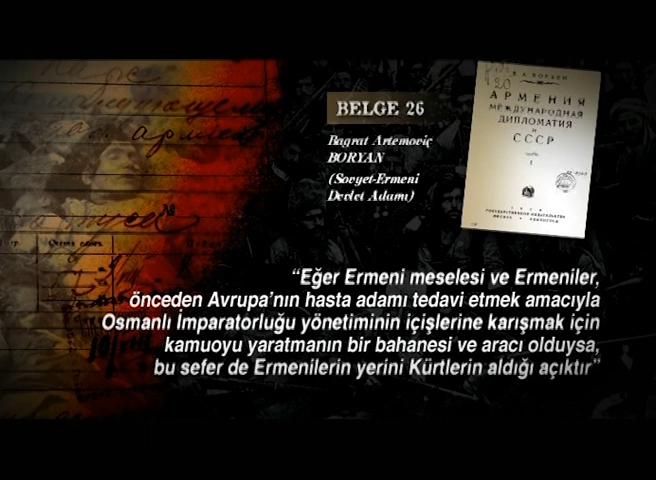 BELGE 26
Bagrat Artemoviç
BORYAN
(Sovyet-Ermeni
Devlet Adamı)
АРМЕНИЯ
МЕЖДУНАРОДНАЯ
ДИПЛОМАТИЯ
И
СССР
"Eğer Ermeni meselesi ve Ermeniler,
önceden Avrupa'nın hasta adamı tedavi etmek amacıyla
Osmanlı İmparatorluğu yönetiminin içişlerine karışmak için
kamuoyu yaratmanın bir bahanesi ve aracı olduysa,
bu sefer de Ermenilerin yerini Kürtlerin aldığı açıktır"